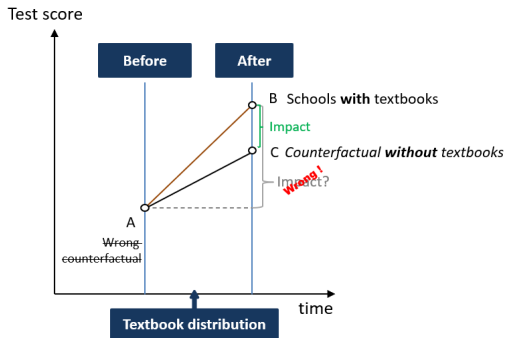 Test score
Before
After
B Schools with textbooks
Impact
C Counterfactual without textbooks
Wrong !
Impact?
A
Wrong
counterfactual
time
Textbook distribution